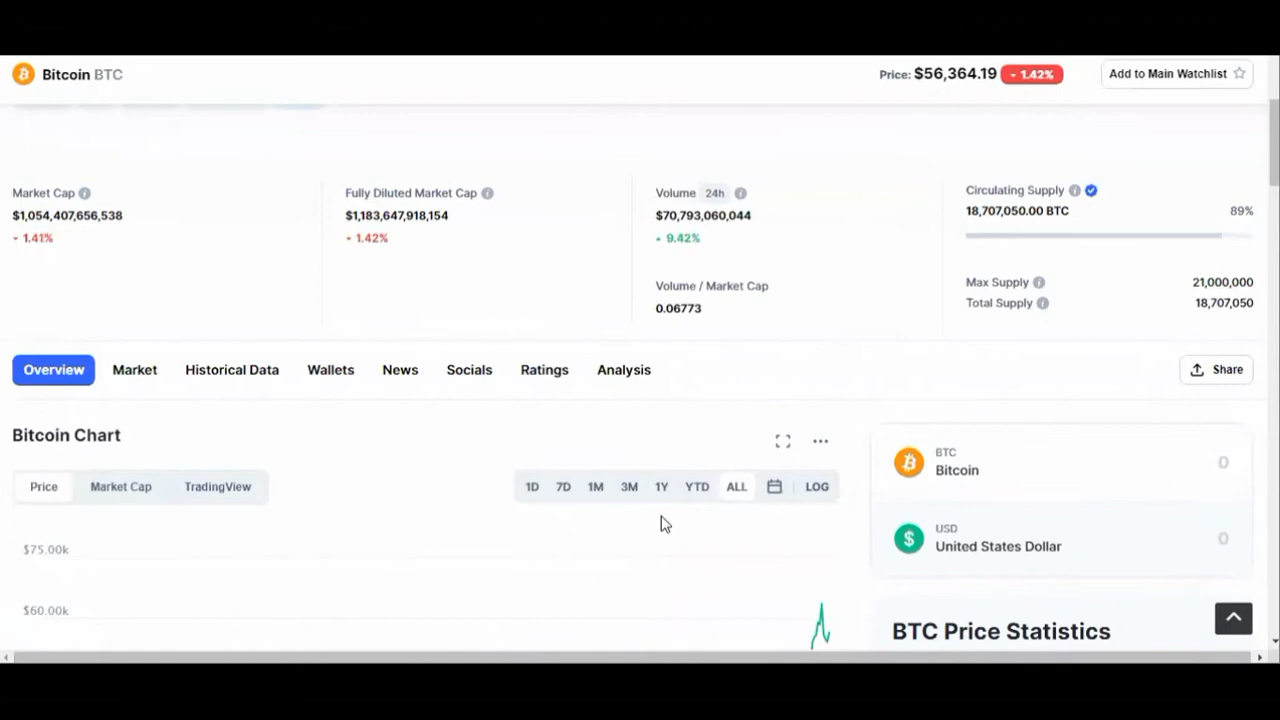 Bitcoin BTC
Price: $56,364.19 1.42%
Add to Main Watchlist
Market Cap
$1,054,407,656,538
1.41%
Fully Diluted Market Cap
$1,183,647,918,154
1.42%
Volume 24h
$70,793,060,044
9.42%
Volume / Market Cap
0.06773
Circulating Supply
18,707,050.00 BTC 89%
Max Supply 21,000,000
Total Supply 18,707,050
Overview Market Historical Data Wallets News Socials Ratings Analysis
Share
Bitcoin Chart
Price Market Cap TradingView
1D 7D 1M 3M 1Y YTD ALL LOG
$75.00k
$60.00k
BTC
Bitcoin 0
USD
United States Dollar 0
BTC Price Statistics